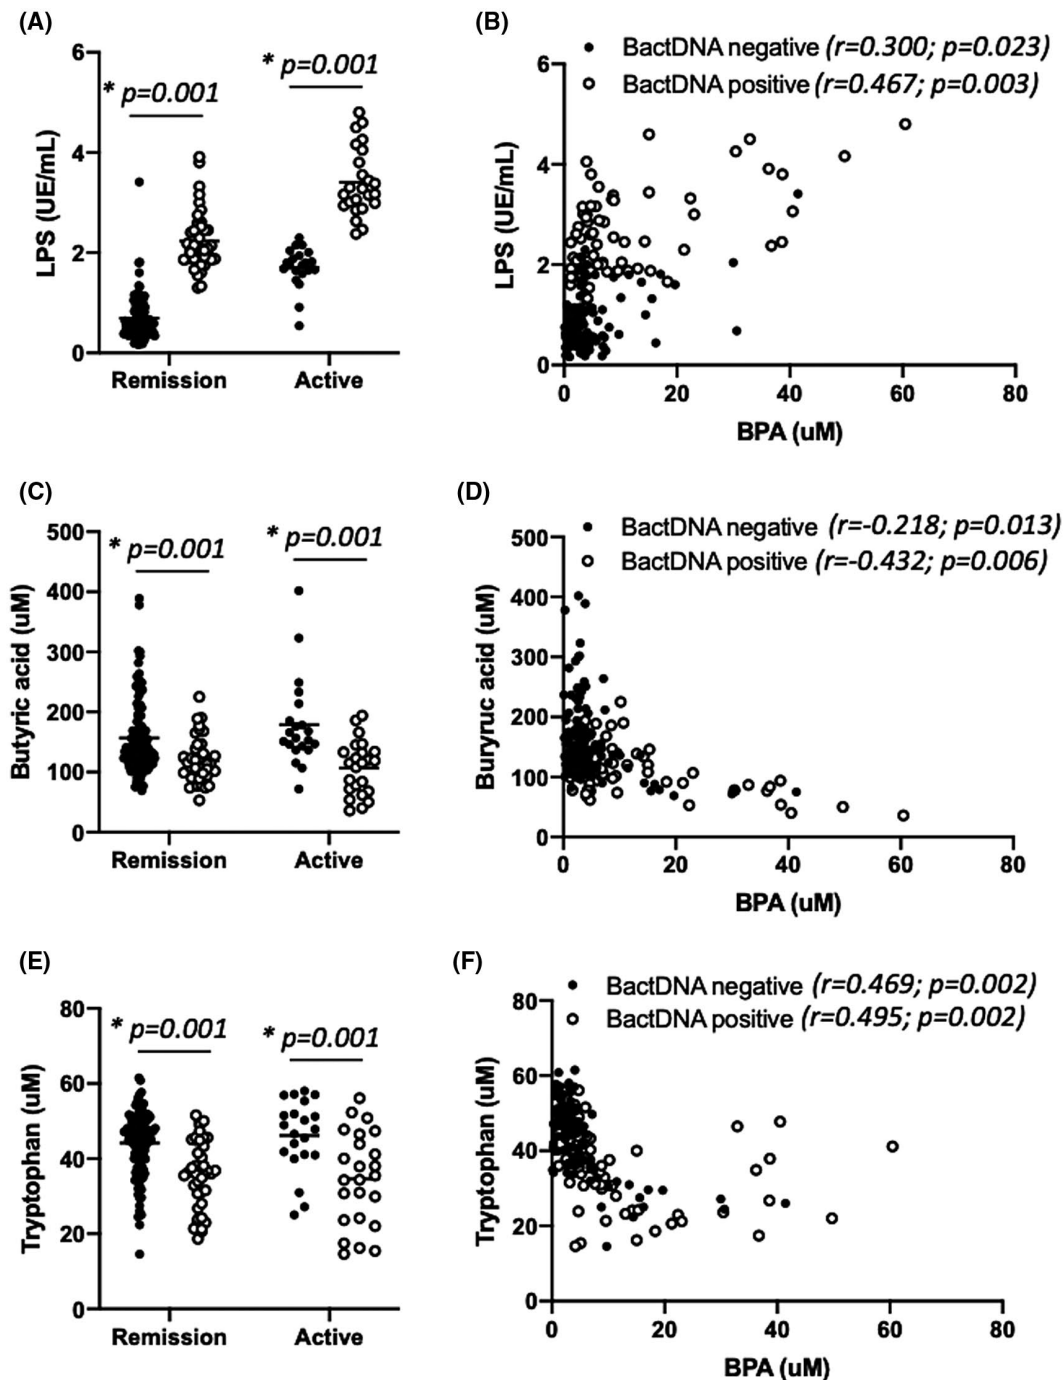 (A)
6
4
2
0
LPS (UE/mL)
* p=0.001
* p=0.001
Remission
Active
(B)
BactDNA negative (r=0.300; p=0.023)
BactDNA positive (r=0.467; p=0.003)
6
4
2
0
LPS (UE/mL)
0 20 40 60 80
BPA (uM)
(C)
500
400
300
200
100
0
Butyric acid (uM)
* p=0.001
* p=0.001
Remission
Active
(D)
BactDNA negative (r=-0.218; p=0.013)
BactDNA positive (r=-0.432; p=0.006)
500
400
300
200
100
0
Buryruc acid (uM)
0 20 40 60 80
BPA (uM)
(E)
80
60
40
20
0
Tryptophan (uM)
* p=0.001
* p=0.001
Remission
Active
(F)
BactDNA negative (r=0.469; p=0.002)
BactDNA positive (r=0.495; p=0.002)
80
60
40
20
0
Tryptophan (uM)
0 20 40 60 80
BPA (uM)